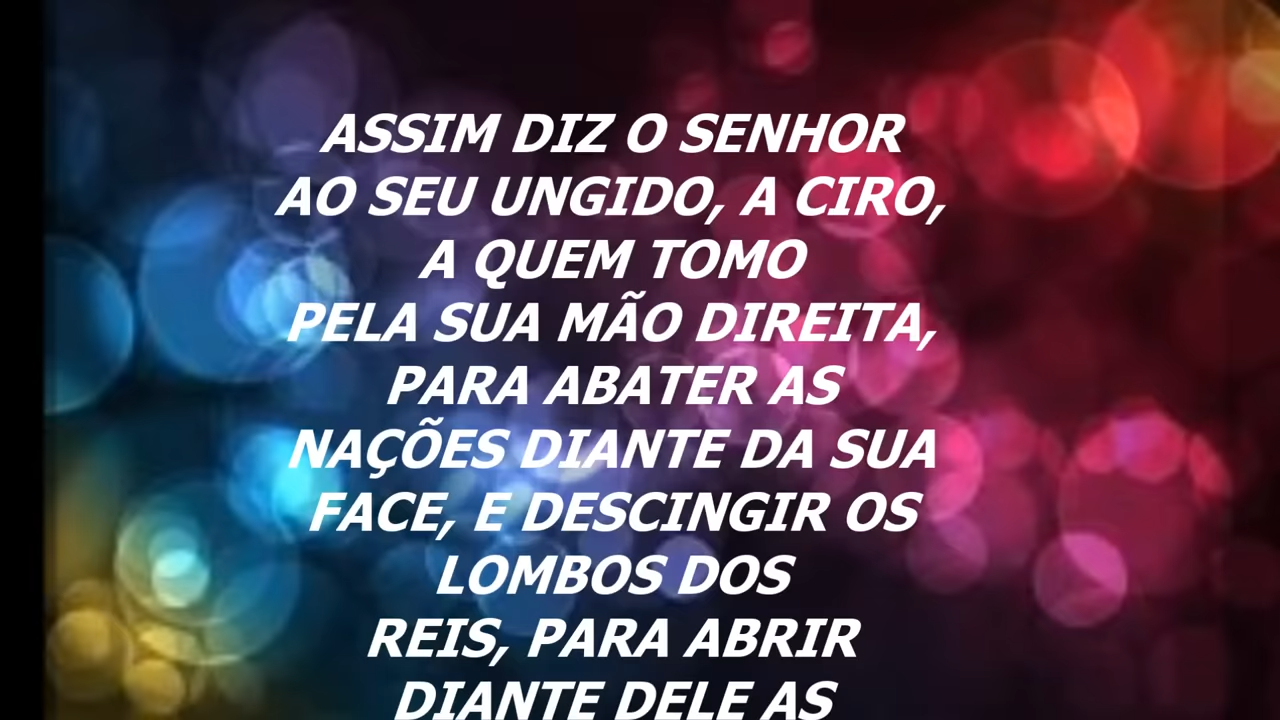 ASSIM DIZ O SENHOR
AO SEU UNGIDO, A CIRO,
A QUEM TOMO
PELA SUA MÃO DIREITA,
PARA ABATER AS
NAÇÕES DIANTE DA SUA
FACE, E DESCINGIR OS
LOMBOS DOS
REIS, PARA ABRIR
DIANTE DELE AS